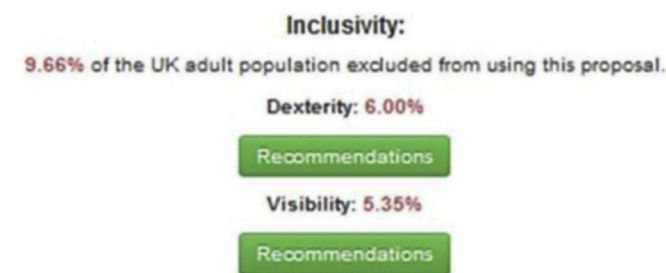 Inclusivity:
9.66% of the UK adult population excluded from using this proposal.
Dexterity: 6.00%
Recommendations
Visibility: 5.35%
Recommendations